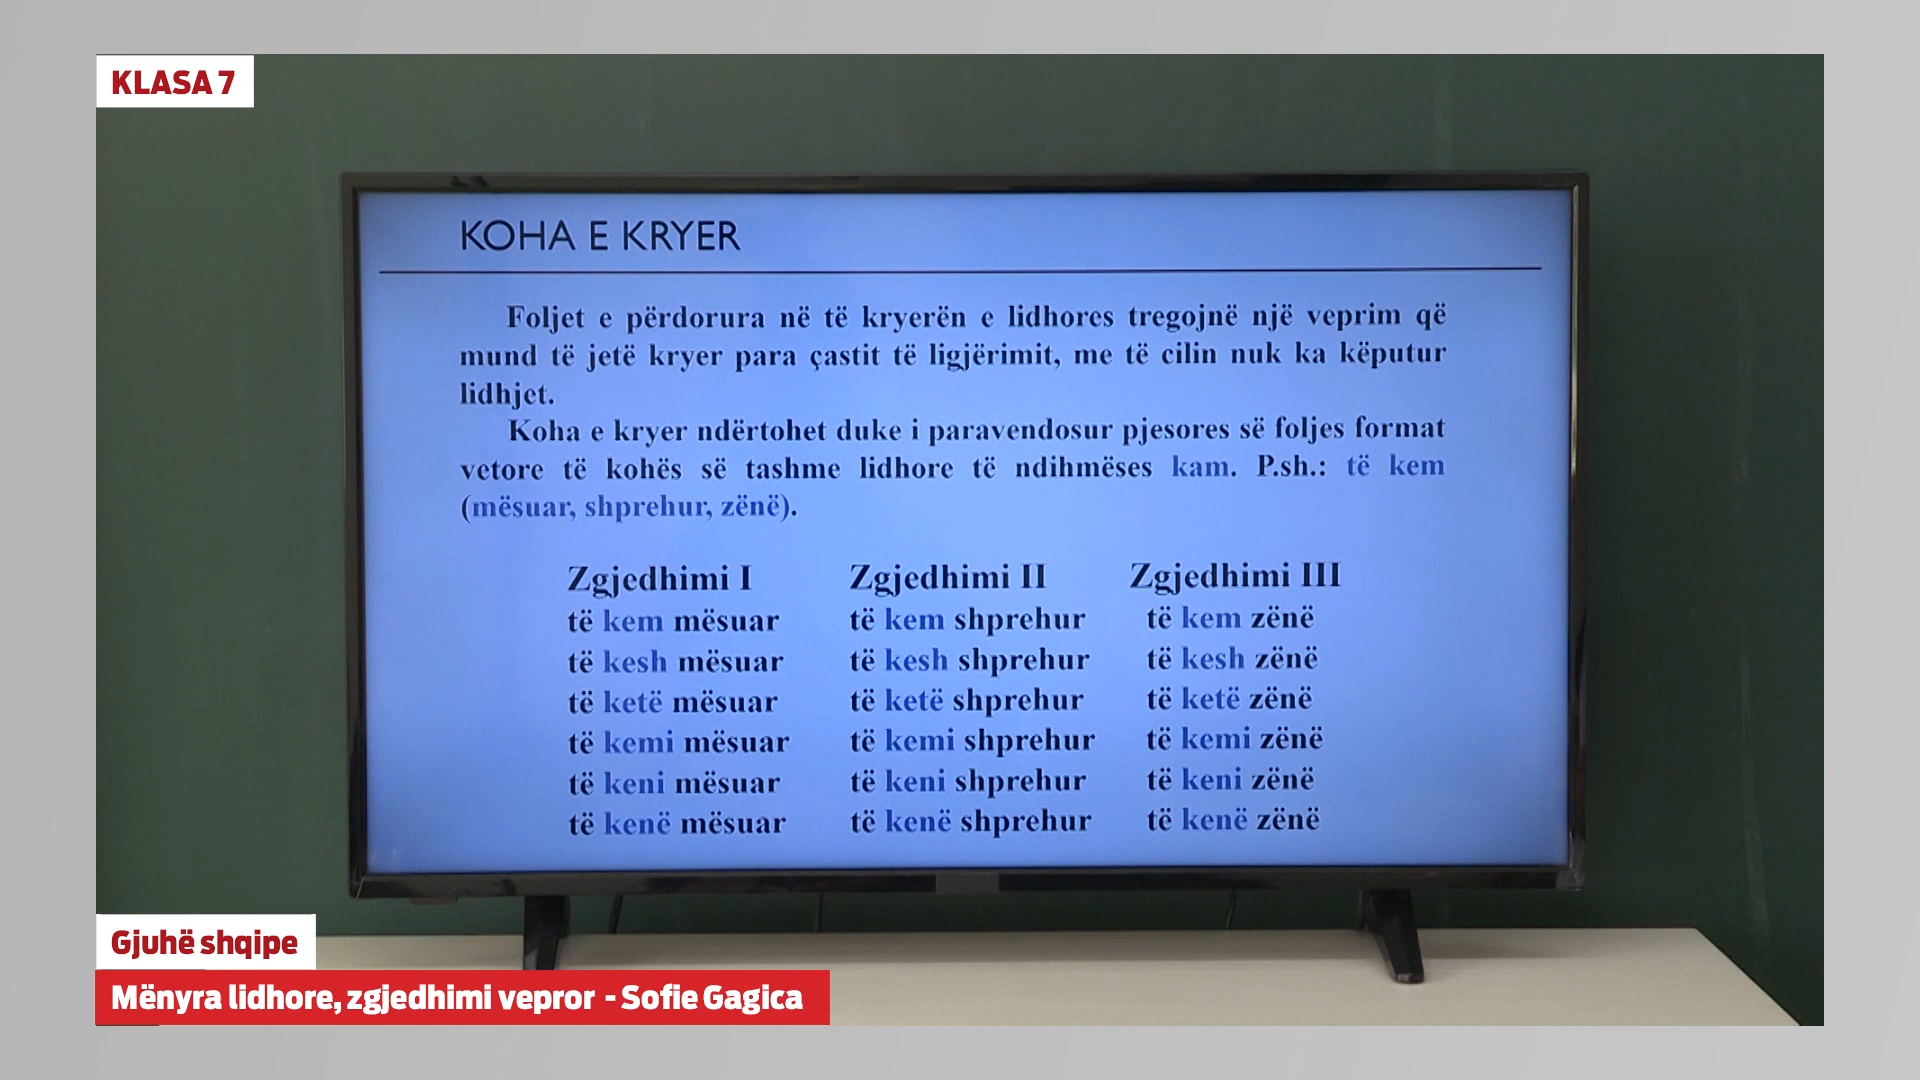 KLASA 7
KOHA E KRYER
Foljet e përdorura në të kryerën e lidhores tregojnë një veprim që
mund të jetë kryer para çastit të ligjërimit, me të cilin nuk ka këputur
lidhjet.
Koha e kryer ndërtohet duke i paravendosur pjesores së foljes format
vetore të kohës së tashme lidhore të ndihmëses kam. P.sh.: të kem
(mësuar, shprehur, zënë).
Zgjedhimi I Zgjedhimi II Zgjedhimi III
të kem mësuar të kem shprehur të kem zënë
të kesh mësuar të kesh shprehur të kesh zënë
të ketë mësuar të ketë shprehur të ketë zënë
të kemi mësuar të kemi shprehur të kemi zënë
të keni mësuar të keni shprehur të keni zënë
të kenë mësuar të kenë shprehur të kenë zënë
Gjuhë shqipe
Mënyra lidhore, zgjedhimi vepror - Sofie Gagica